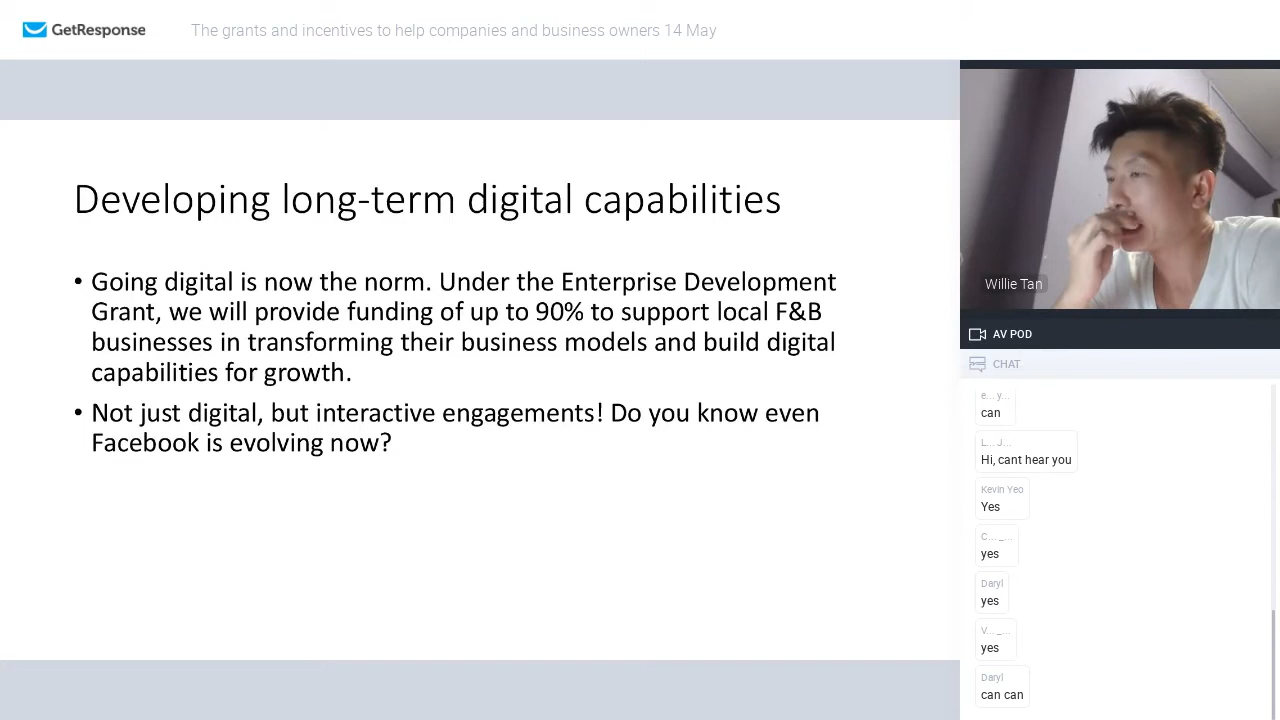 GetResponse
The grants and incentives to help companies and business owners 14 May
Developing long-term digital capabilities
• Going digital is now the norm. Under the Enterprise Development
Grant, we will provide funding of up to 90% to support local F&B
businesses in transforming their business models and build digital
capabilities for growth.
• Not just digital, but interactive engagements! Do you know even
Facebook is evolving now?
Willie Tan
AV POD
CHAT
e... y...
can
L... J...
Hi, cant hear you
Kevin Yeo
Yes
C... _...
yes
Daryl
yes
V... _...
yes
Daryl
can can